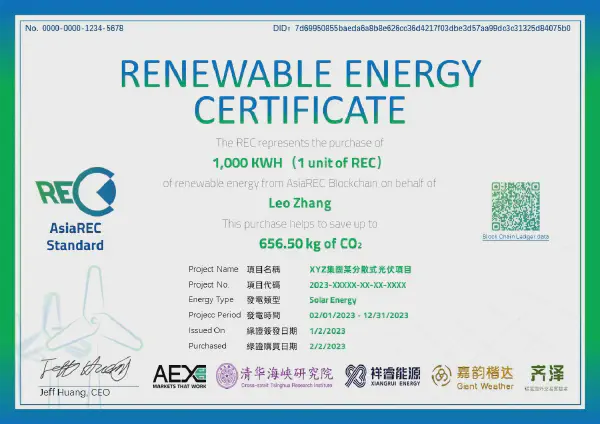 No. 0000-0000-1234-5678
DID: 7d69950855baeda6a8b8e626cc36d4217f03dbe3d57aa99dc3c31325d84075b0
RENEWABLE ENERGY
CERTIFICATE
The REC represents the purchase of
1,000 KWH（1 unit of REC）
of renewable energy from AsiaREC Blockchain on behalf of
Leo Zhang
This purchase helps to save up to
656.50 kg of CO₂
REC
AsiaREC
Standard
Block Chain Ledger data
Project Name 項目名稱 XYZ集團某分散式光伏項目
Project No. 項目代碼 2023-XXXXX-XX-XX-XXXX
Energy Type 發電類型 Solar Energy
Projecc Period 發電時間 02/01/2023 - 12/31/2023
Issued On 綠證簽發日期 1/2/2023
Purchased 綠證購買日期 2/2/2023
Jeff Huang
Jeff Huang, CEO
AEX
MARKETS THAT WORK
清华海峡研究院
Cross-strait Tsinghua Research Institute
祥睿能源
XIANGRUI ENERGY
嘉韵楷达
Giant Weather
齐泽